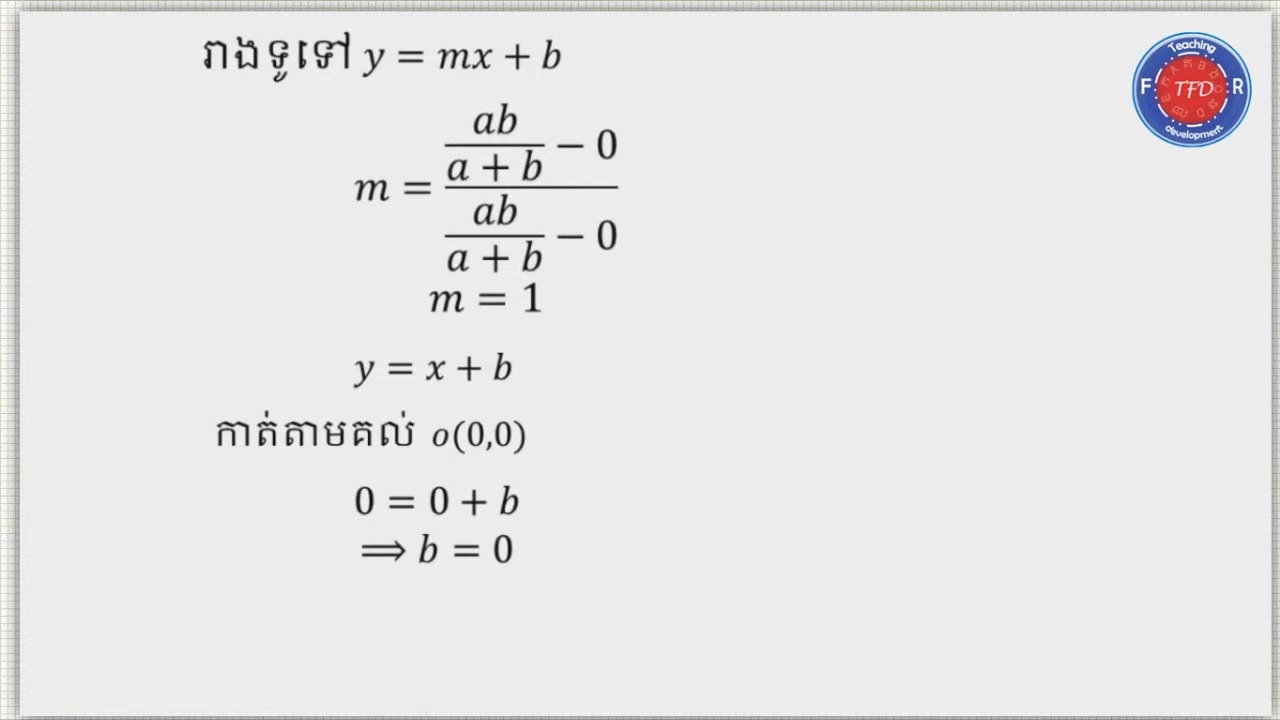 រាងទូទៅ y = mx + b
m = (ab/(a + b) − 0)/(ab/(a + b) − 0)
m = 1
y = x + b
កាត់តាមគល់ o(0,0)
0 = 0 + b
⟹ b = 0
Teaching
F TFD R
development